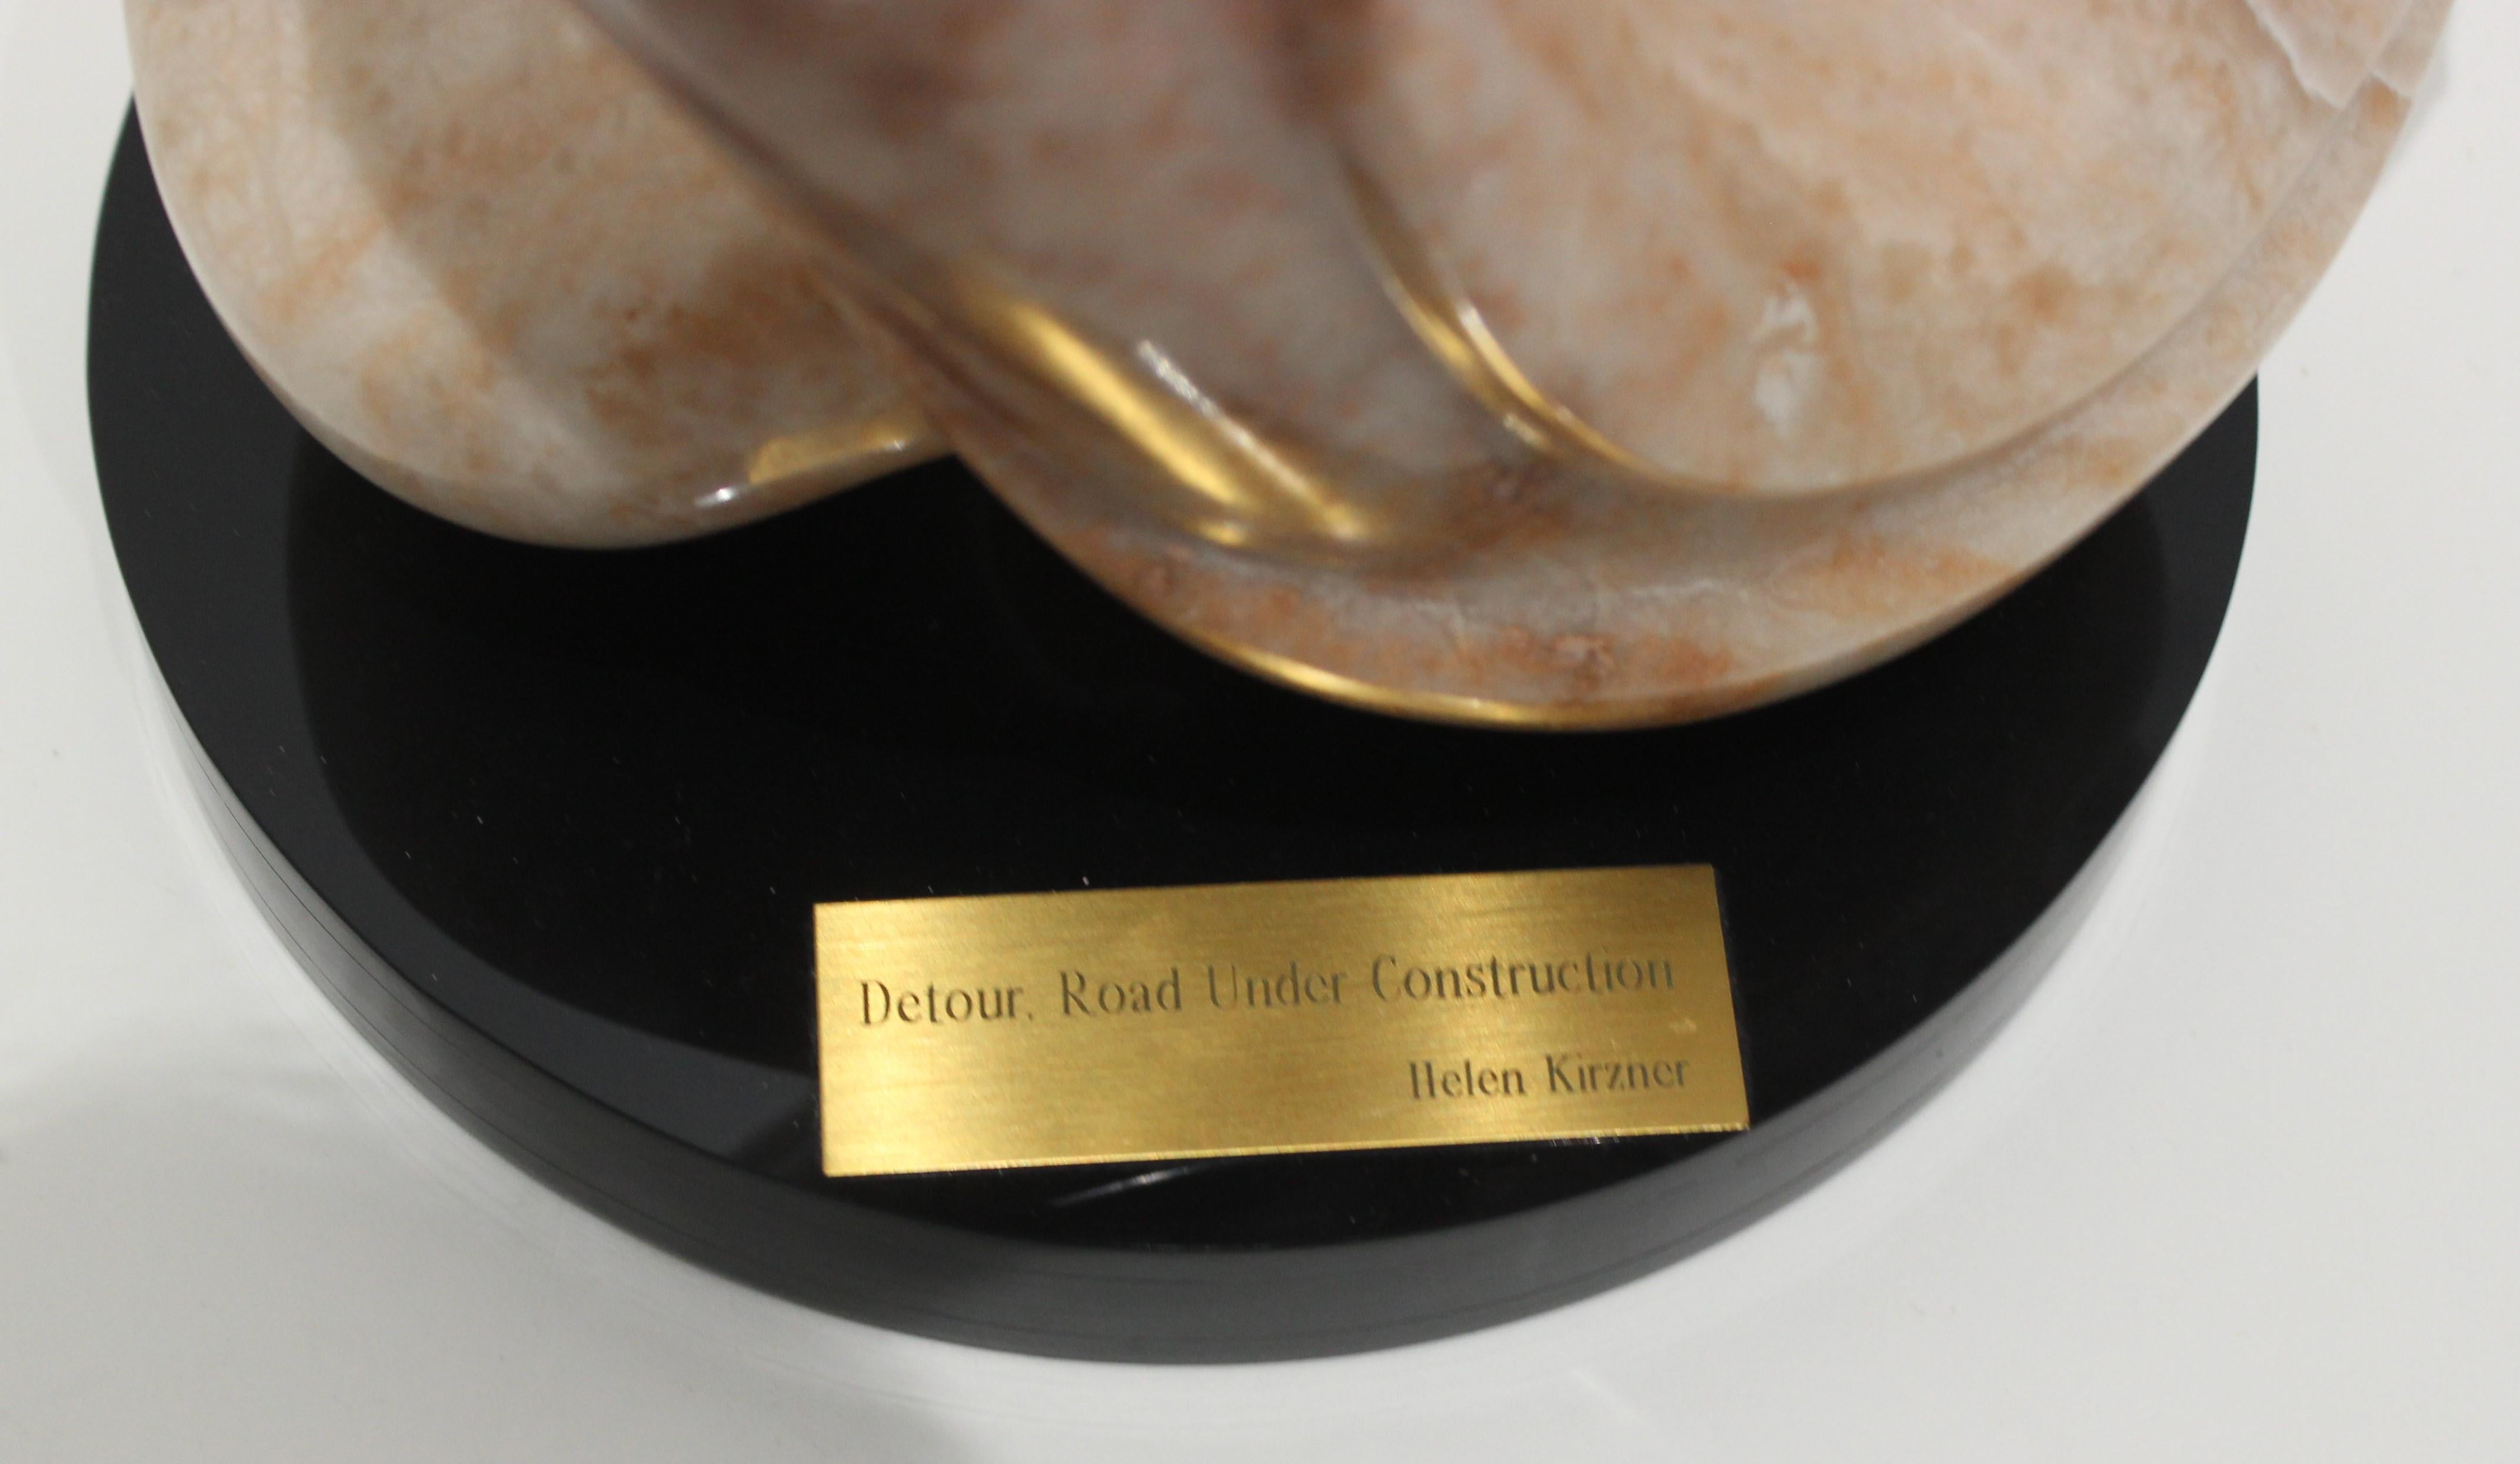 Detour, Road Under Construction
Helen Kirzner